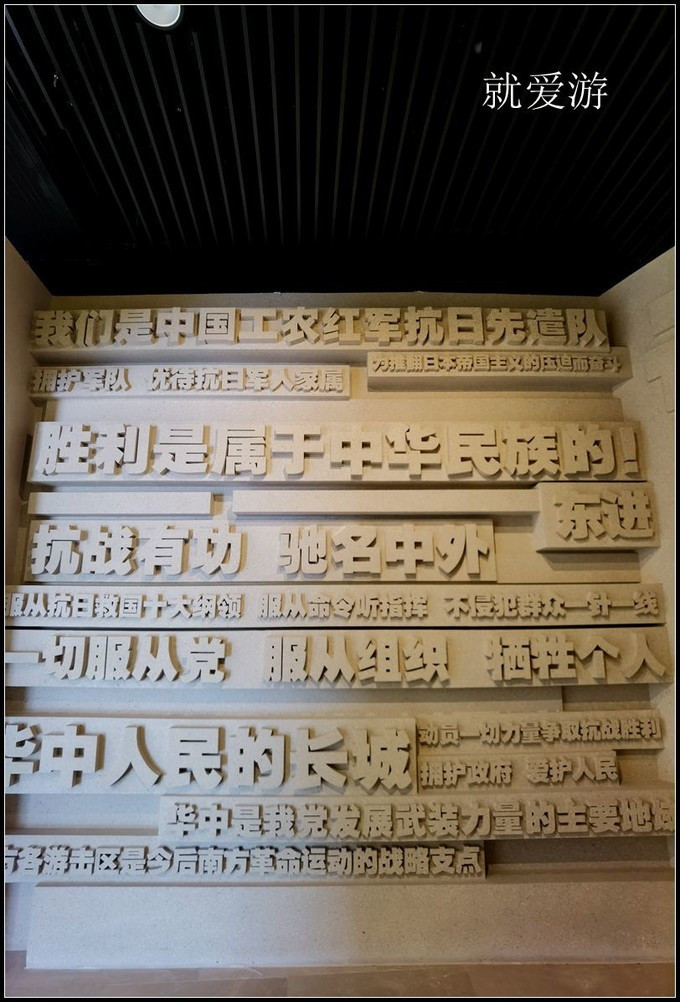 就爱游
我们是中国工农红军抗日先遣队
为推翻日本帝国主义的压迫而奋斗
拥护军队 优待抗日军人家属
胜利是属于中华民族的!
东进
抗战有功 驰名中外
服从抗日救国十大纲领 服从命令听指挥 不侵犯群众一针一线
一切服从党 服从组织 牺牲个人
华中人民的长城
动员一切力量争取抗战胜利
拥护政府 爱护人民
华中是我党发展武装力量的主要地域
方各游击区是今后南方革命运动的战略支点